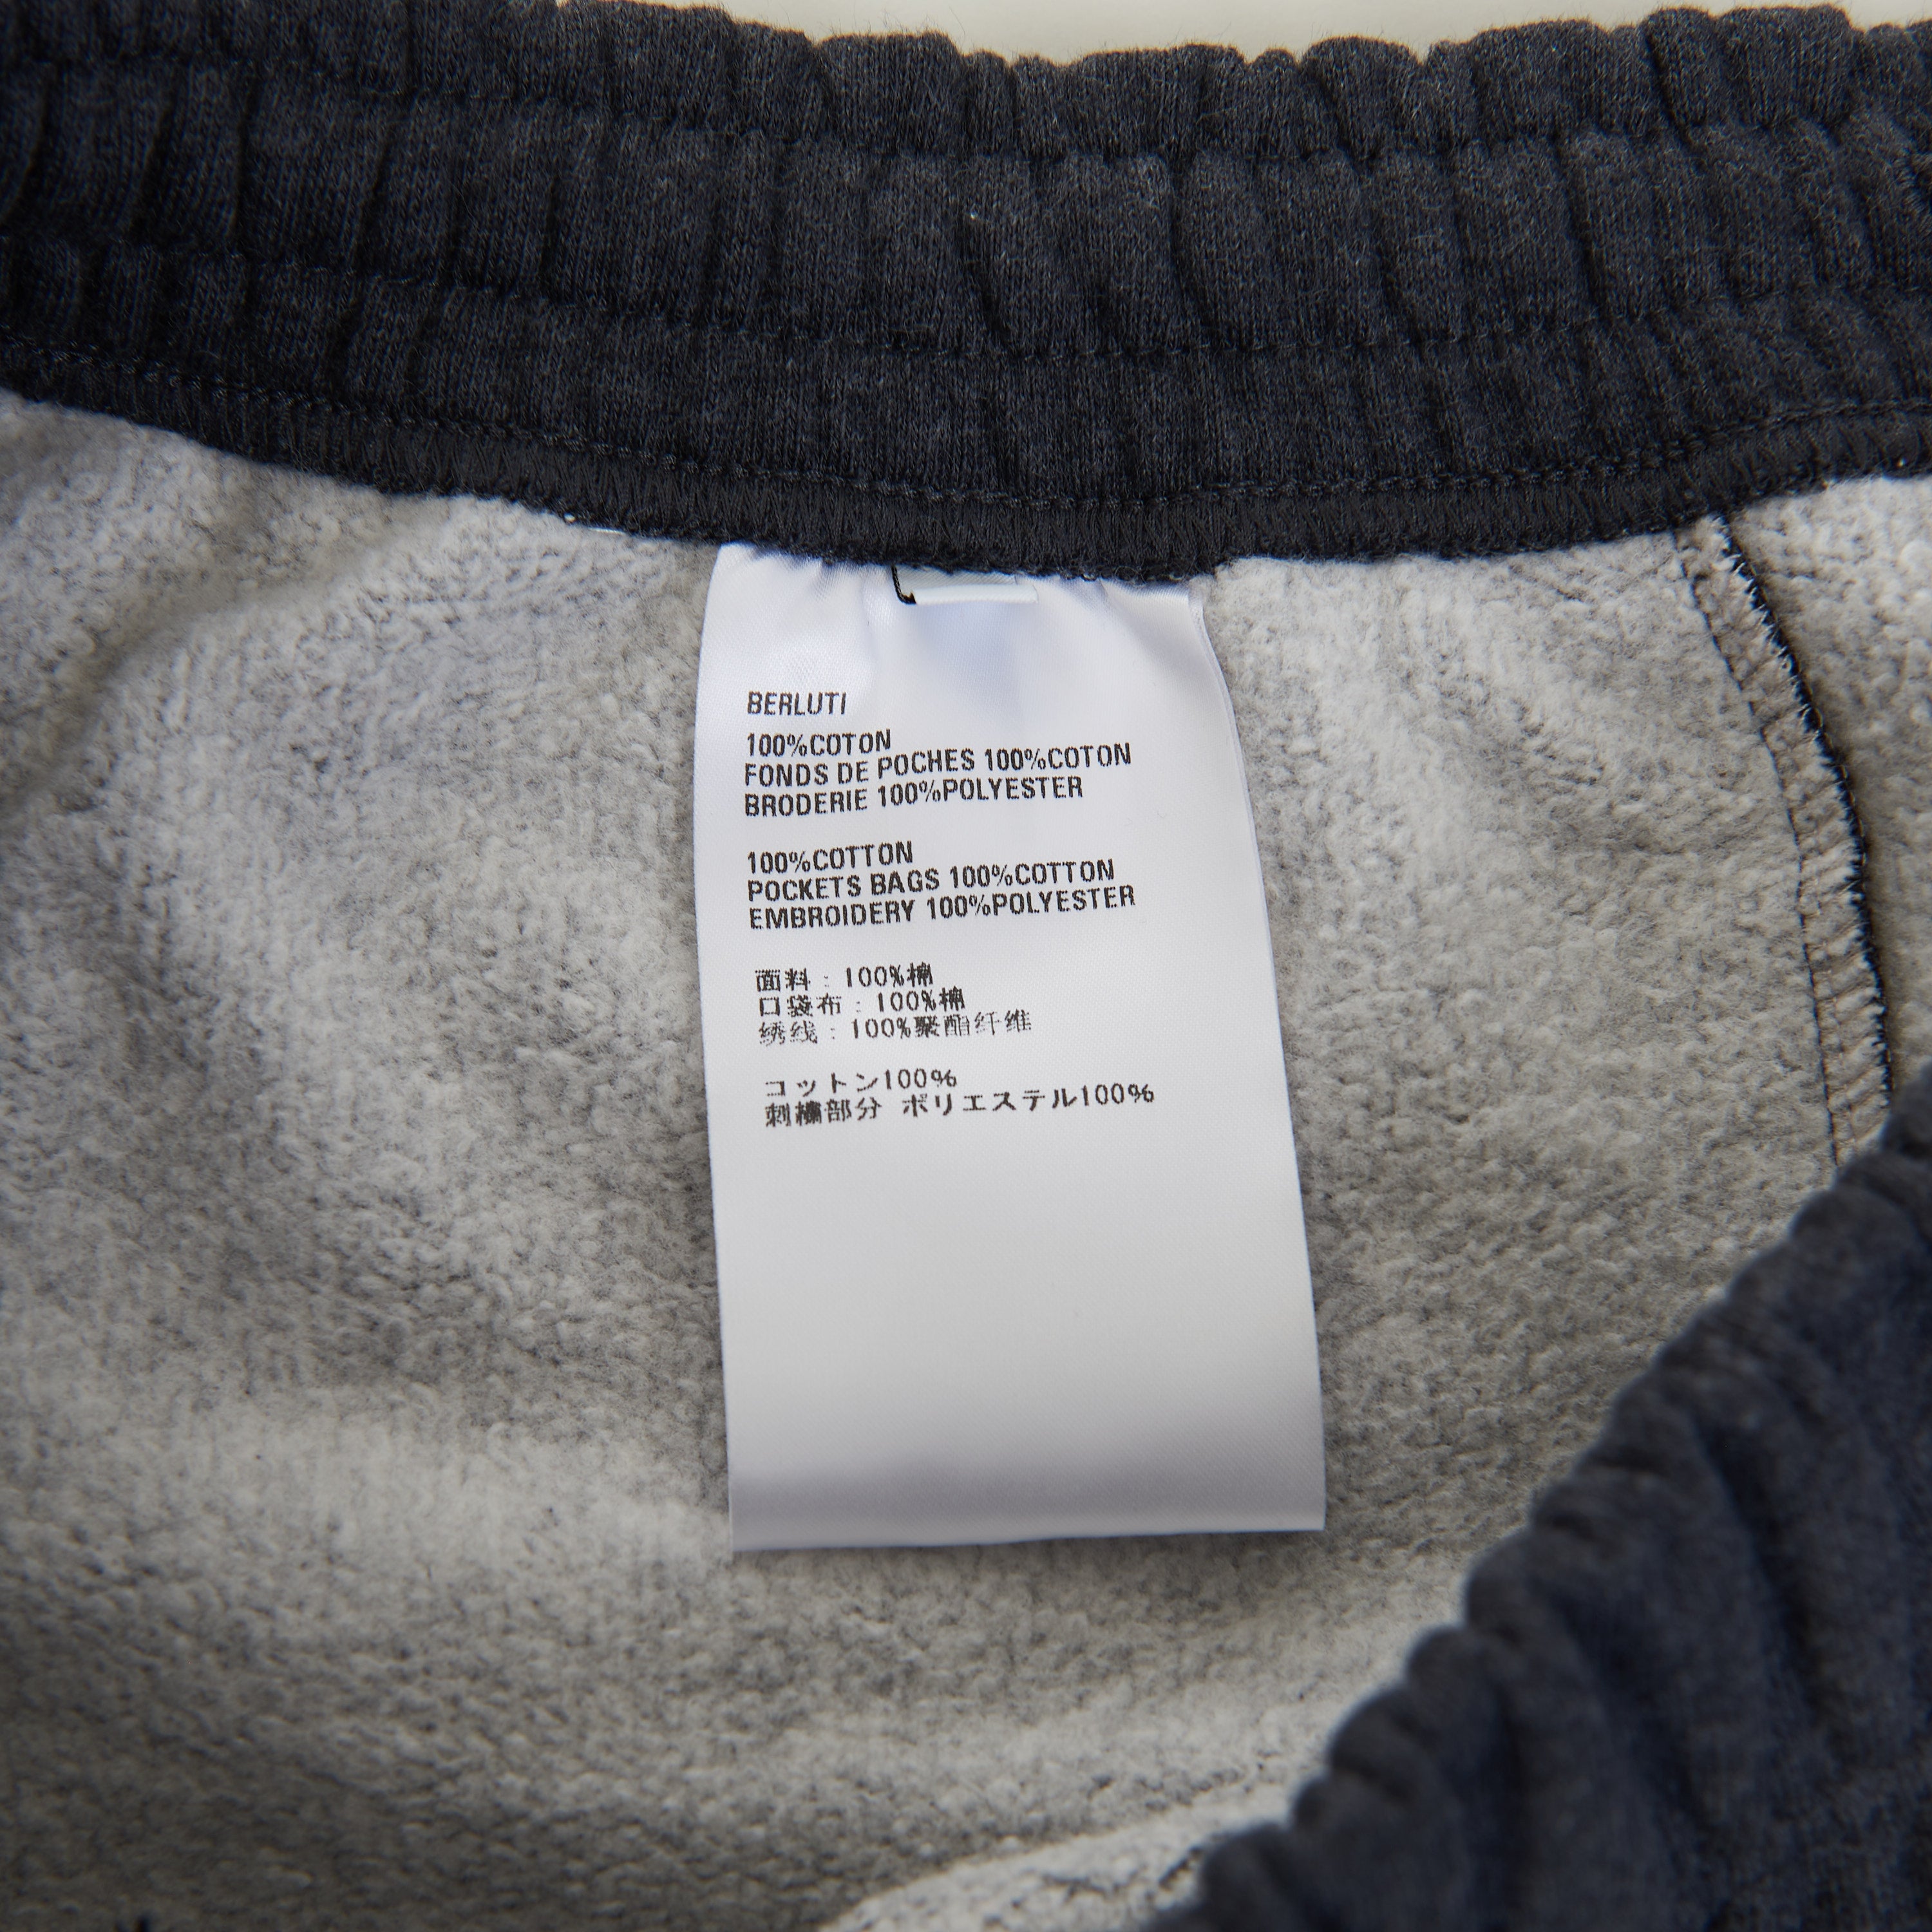 BERLUTI
100%COTON
FONDS DE POCHES 100%COTON
BRODERIE 100%POLYESTER
100%COTTON
POCKETS BAGS 100%COTTON
EMBROIDERY 100%POLYESTER
面料：100%棉
口袋布：100%棉
绣线：100%聚酯纤维
コットン100%
刺繍部分 ポリエステル100%